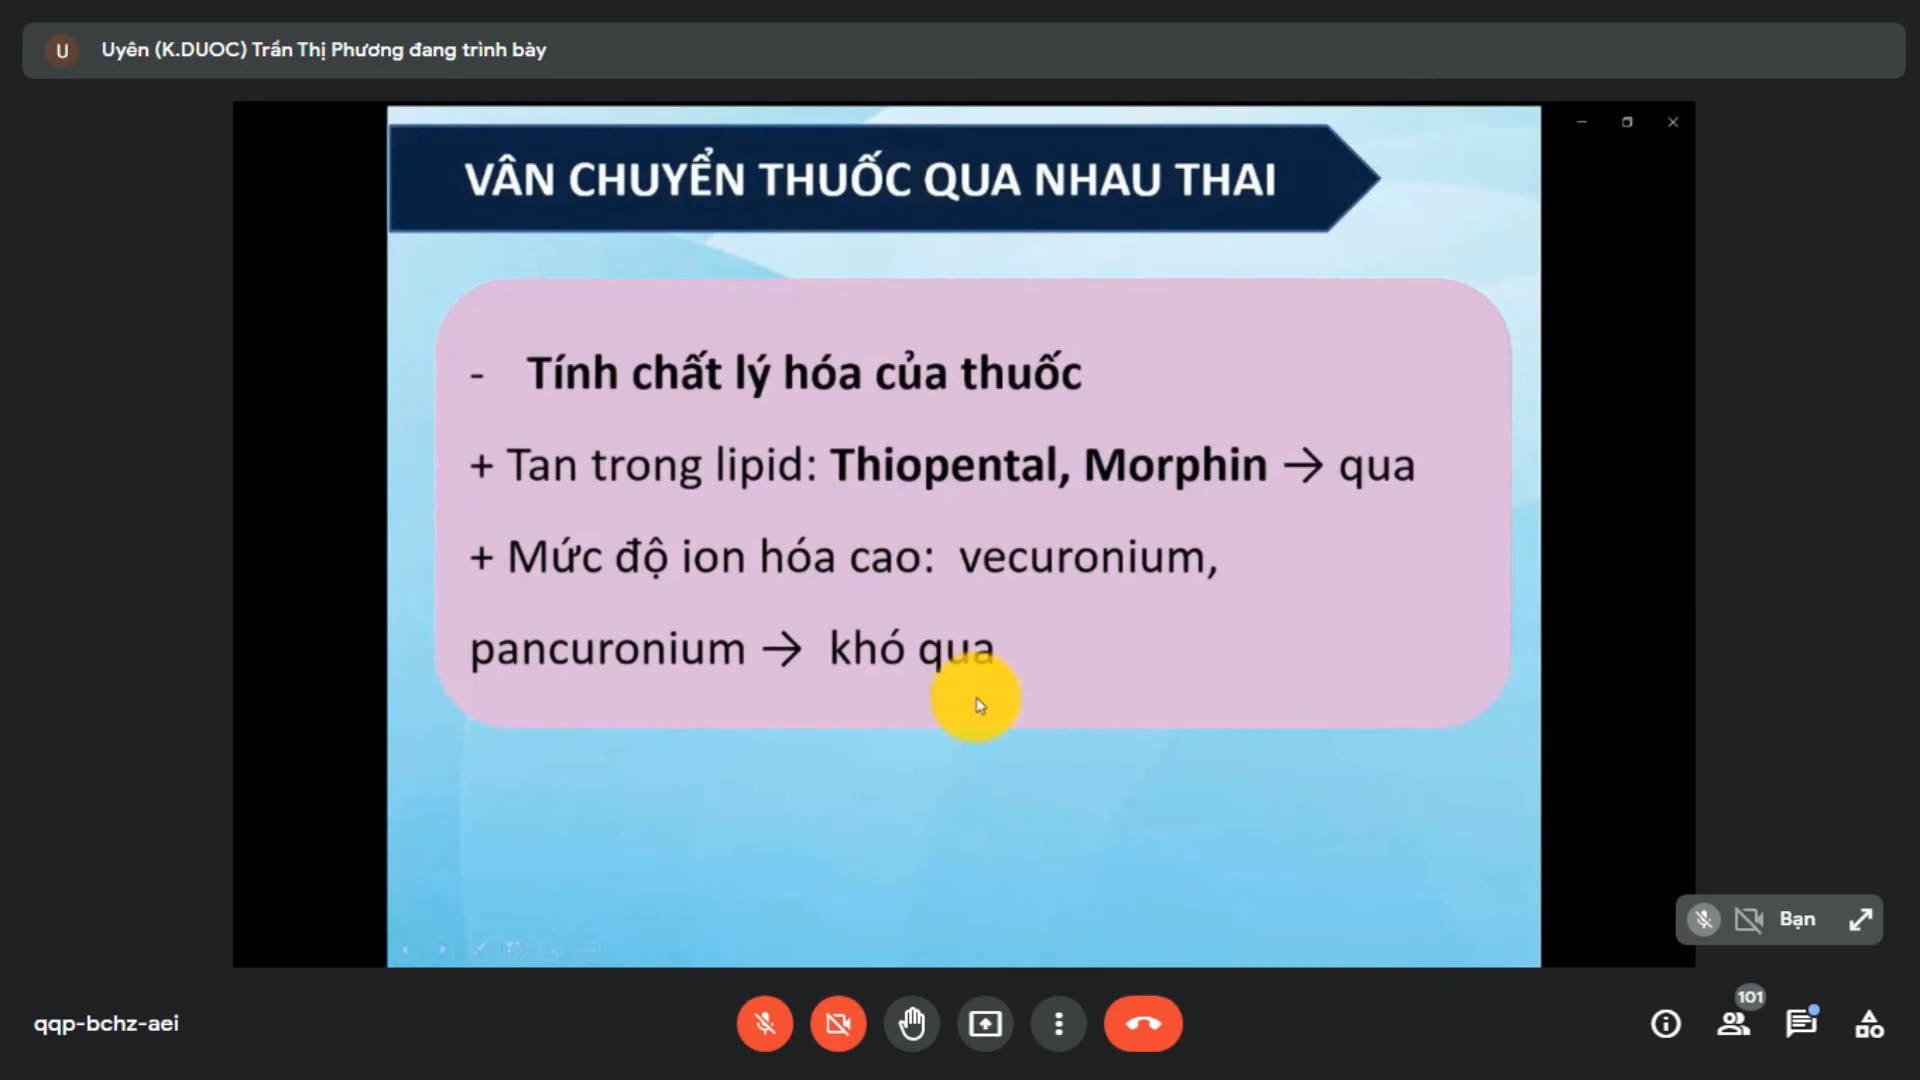 U
Uyên (K.DUOC) Trần Thị Phương đang trình bày
VÂN CHUYỂN THUỐC QUA NHAU THAI
- Tính chất lý hóa của thuốc
+ Tan trong lipid: Thiopental, Morphin → qua
+ Mức độ ion hóa cao: vecuronium,
pancuronium → khó qua
Bạn
qqp-bchz-aei
101